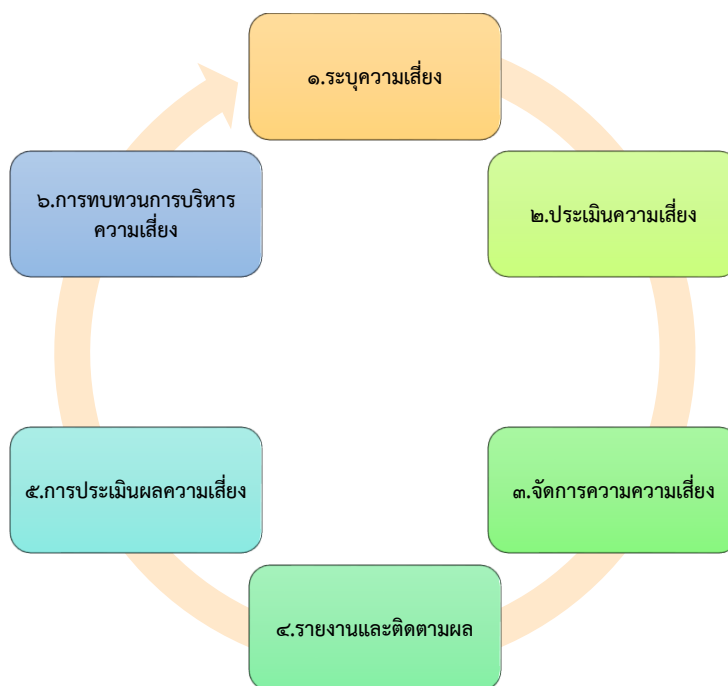 ๑.ระบุความเสี่ยง
๒.ประเมินความเสี่ยง
๓.จัดการความความเสี่ยง
๔.รายงานและติดตามผล
๕.การประเมินผลความเสี่ยง
๖.การทบทวนการบริหาร
ความเสี่ยง